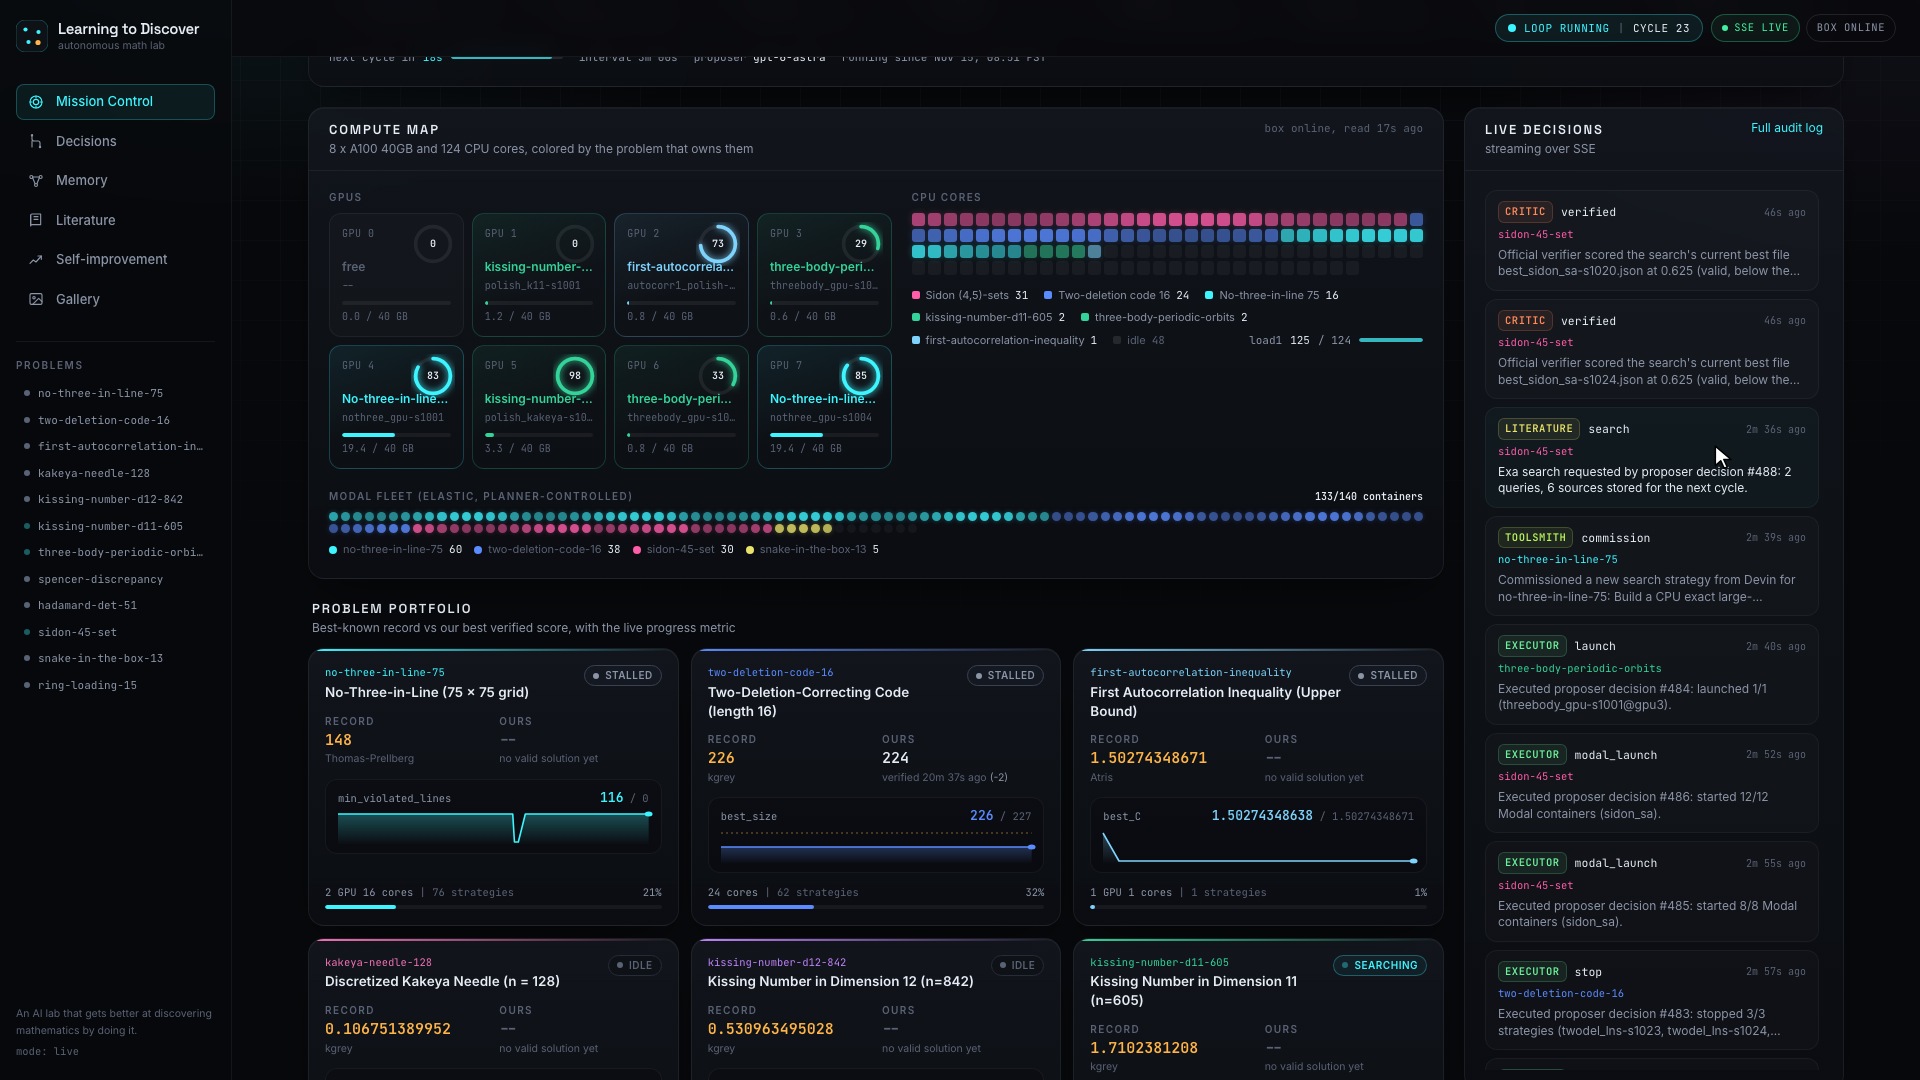 Learning to Discover
autonomous math lab
Mission Control
Decisions
Memory
Literature
Self-improvement
Gallery
PROBLEMS
no-three-in-line-75
two-deletion-code-16
first-autocorrelation-in…
kakeya-needle-128
kissing-number-d12-842
kissing-number-d11-605
three-body-periodic-orbi…
spencer-discrepancy
hadamard-det-51
sidon-45-set
snake-in-the-box-13
ring-loading-15
An AI lab that gets better at discovering
mathematics by doing it.
mode: live
LOOP RUNNING | CYCLE 23
SSE LIVE
BOX ONLINE
next cycle in 18s interval 3m 00s proposer gpt-6-astra running since Nov 15, 08:51 PST
COMPUTE MAP
box online, read 17s ago
8 x A100 40GB and 124 CPU cores, colored by the problem that owns them
GPUS
GPU 0
0
free
--
0.0 / 40 GB
GPU 1
0
kissing-number-…
polish_k11-s1001
1.2 / 40 GB
GPU 2
73
first-autocorrela…
autocorr1_polish-…
0.8 / 40 GB
GPU 3
29
three-body-peri…
threebody_gpu-s10…
0.6 / 40 GB
GPU 4
83
No-three-in-line…
nothree_gpu-s1001
19.4 / 40 GB
GPU 5
98
kissing-number-…
polish_kakeya-s10…
3.3 / 40 GB
GPU 6
33
three-body-peri…
threebody_gpu-s10…
0.8 / 40 GB
GPU 7
85
No-three-in-line…
nothree_gpu-s1004
19.4 / 40 GB
CPU CORES
Sidon (4,5)-sets 31 Two-deletion code 16 24 No-three-in-line 75 16
kissing-number-d11-605 2 three-body-periodic-orbits 2
first-autocorrelation-inequality 1 idle 48 load1 125 / 124
MODAL FLEET (ELASTIC, PLANNER-CONTROLLED)
133/140 containers
no-three-in-line-75 60 two-deletion-code-16 38 sidon-45-set 30 snake-in-the-box-13 5
PROBLEM PORTFOLIO
Best-known record vs our best verified score, with the live progress metric
no-three-in-line-75
STALLED
No-Three-in-Line (75 × 75 grid)
RECORD OURS
148 --
Thomas-Prellberg no valid solution yet
min_violated_lines 116 / 0
2 GPU 16 cores | 76 strategies 21%
two-deletion-code-16
STALLED
Two-Deletion-Correcting Code
(length 16)
RECORD OURS
226 224
kgrey verified 20m 37s ago (-2)
best_size 226 / 227
24 cores | 62 strategies 32%
first-autocorrelation-inequality
STALLED
First Autocorrelation Inequality (Upper
Bound)
RECORD OURS
1.50274348671 --
Atris no valid solution yet
best_C 1.50274348638 / 1.50274348671
1 GPU 1 cores | 1 strategies 1%
kakeya-needle-128
IDLE
Discretized Kakeya Needle (n = 128)
RECORD OURS
0.106751389952 --
kgrey no valid solution yet
kissing-number-d12-842
IDLE
Kissing Number in Dimension 12 (n=842)
RECORD OURS
0.530963495028 --
kgrey no valid solution yet
kissing-number-d11-605
SEARCHING
Kissing Number in Dimension 11
(n=605)
RECORD OURS
1.7102381208 --
kgrey no valid solution yet
LIVE DECISIONS
Full audit log
streaming over SSE
CRITIC verified 46s ago
sidon-45-set
Official verifier scored the search's current best file
best_sidon_sa-s1020.json at 0.625 (valid, below the…
CRITIC verified 46s ago
sidon-45-set
Official verifier scored the search's current best file
best_sidon_sa-s1024.json at 0.625 (valid, below the…
LITERATURE search 2m 36s ago
sidon-45-set
Exa search requested by proposer decision #488: 2
queries, 6 sources stored for the next cycle.
TOOLSMITH commission 2m 39s ago
no-three-in-line-75
Commissioned a new search strategy from Devin for
no-three-in-line-75: Build a CPU exact large-…
EXECUTOR launch 2m 40s ago
three-body-periodic-orbits
Executed proposer decision #484: launched 1/1
(threebody_gpu-s1001@gpu3).
EXECUTOR modal_launch 2m 52s ago
sidon-45-set
Executed proposer decision #486: started 12/12
Modal containers (sidon_sa).
EXECUTOR modal_launch 2m 55s ago
sidon-45-set
Executed proposer decision #485: started 8/8 Modal
containers (sidon_sa).
EXECUTOR stop 2m 57s ago
two-deletion-code-16
Executed proposer decision #483: stopped 3/3
strategies (twodel_lns-s1023, twodel_lns-s1024,…